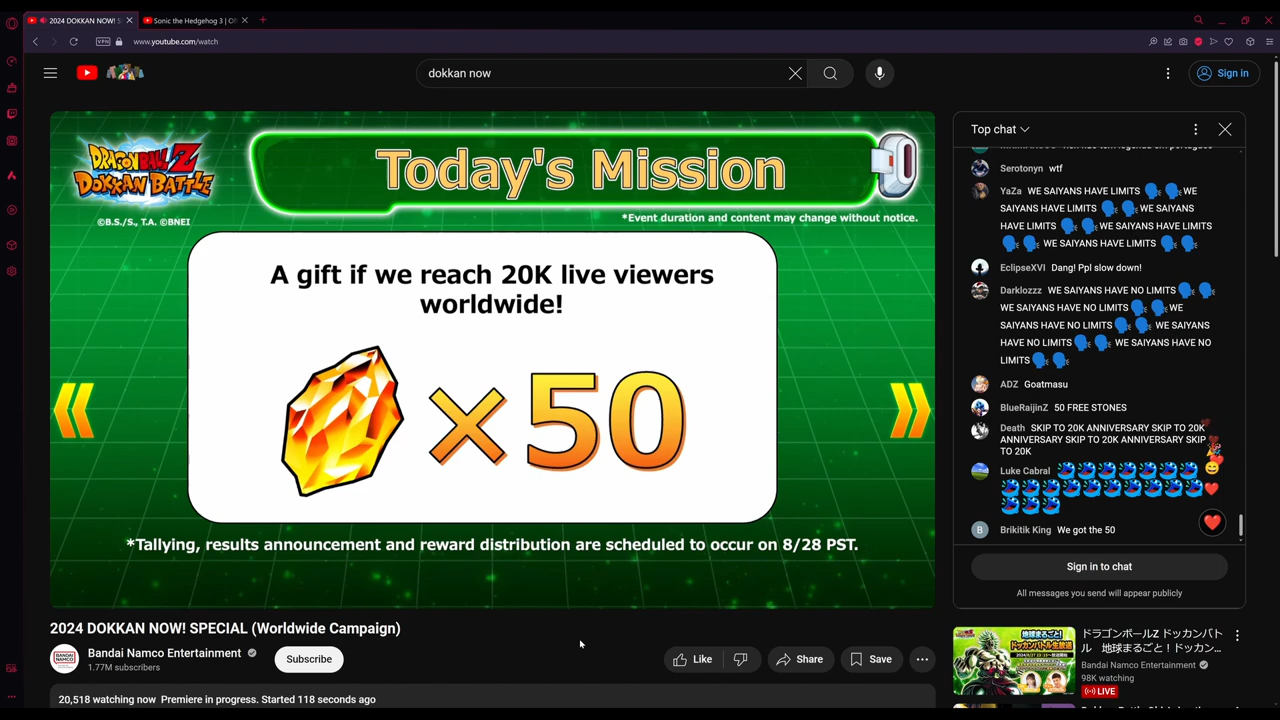 2024 DOKKAN NOW! S
Sonic the Hedgehog 3 | Of
VPN
www.youtube.com/watch
dokkan now
Sign in
DRAGONBALL Z
DOKKAN BATTLE
©B.S./S., T.A. ©BNEI
Today's Mission
*Event duration and content may change without notice.
A gift if we reach 20K live viewers
worldwide!
×50
*Tallying, results announcement and reward distribution are scheduled to occur on 8/28 PST.
2024 DOKKAN NOW! SPECIAL (Worldwide Campaign)
BANDAI
NAMCO
Bandai Namco Entertainment
1.77M subscribers
Subscribe
Like
Share
Save
20,518 watching now Premiere in progress. Started 118 seconds ago
Top chat
Serotonyn wtf
YaZa WE SAIYANS HAVE LIMITS 🗣️🗣️WE
SAIYANS HAVE LIMITS 🗣️🗣️WE SAIYANS
HAVE LIMITS 🗣️🗣️WE SAIYANS HAVE LIMITS
🗣️🗣️ WE SAIYANS HAVE LIMITS 🗣️🗣️
EclipseXVI Dang! Ppl slow down!
Darklozzz WE SAIYANS HAVE NO LIMITS🗣️🗣️
WE SAIYANS HAVE NO LIMITS🗣️🗣️WE
SAIYANS HAVE NO LIMITS🗣️🗣️ WE SAIYANS
HAVE NO LIMITS🗣️🗣️ WE SAIYANS HAVE NO
LIMITS🗣️🗣️
ADZ Goatmasu
BlueRaijinZ 50 FREE STONES
Death SKIP TO 20K ANNIVERSARY SKIP TO 20K
ANNIVERSARY SKIP TO 20K ANNIVERSARY SKIP
TO 20K
Luke Cabral
B
Brikitik King We got the 50
Sign in to chat
All messages you send will appear publicly
ドラゴンボールZ ドッカンバト
ル 地球まるごと！ドッカン...
Bandai Namco Entertainment
98K watching
LIVE